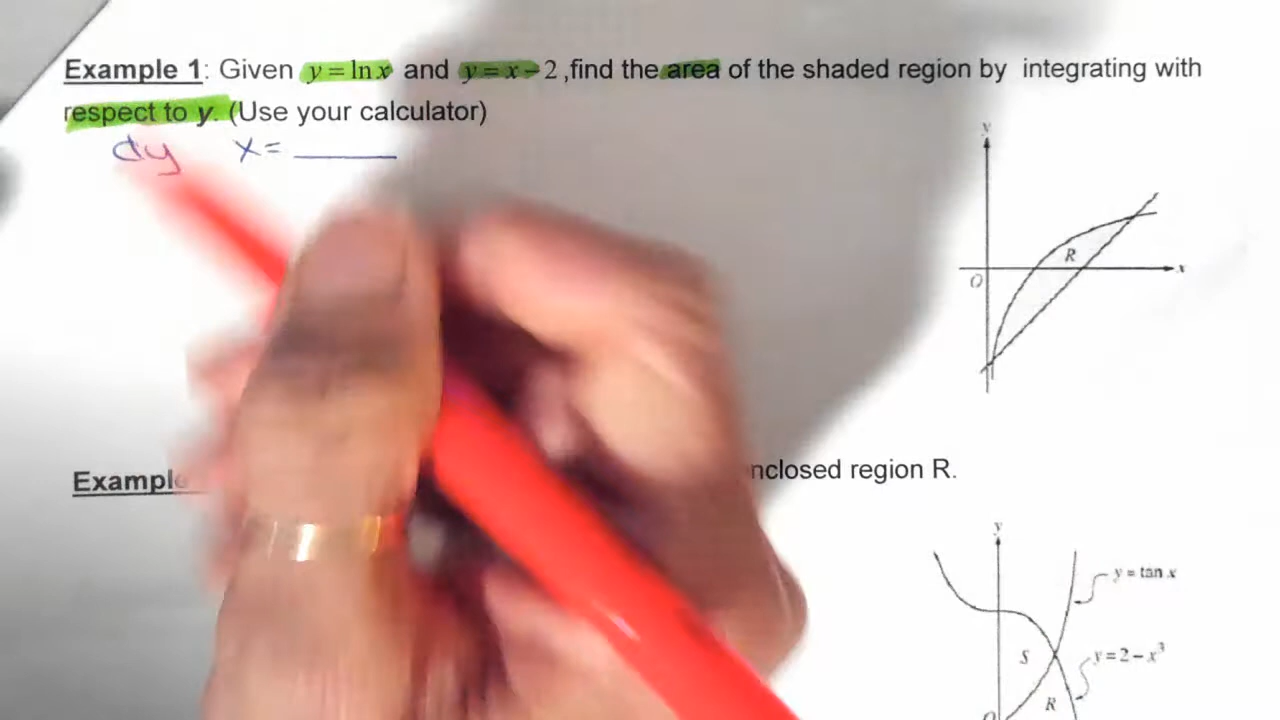 Example 1: Given y = ln x and y = x − 2 ,find the area of the shaded region by integrating with
respect to y. (Use your calculator)
dy x = ______
y
R
O
x
Example
nclosed region R.
y
y = tan x
S
y = 2 − x³
R
O